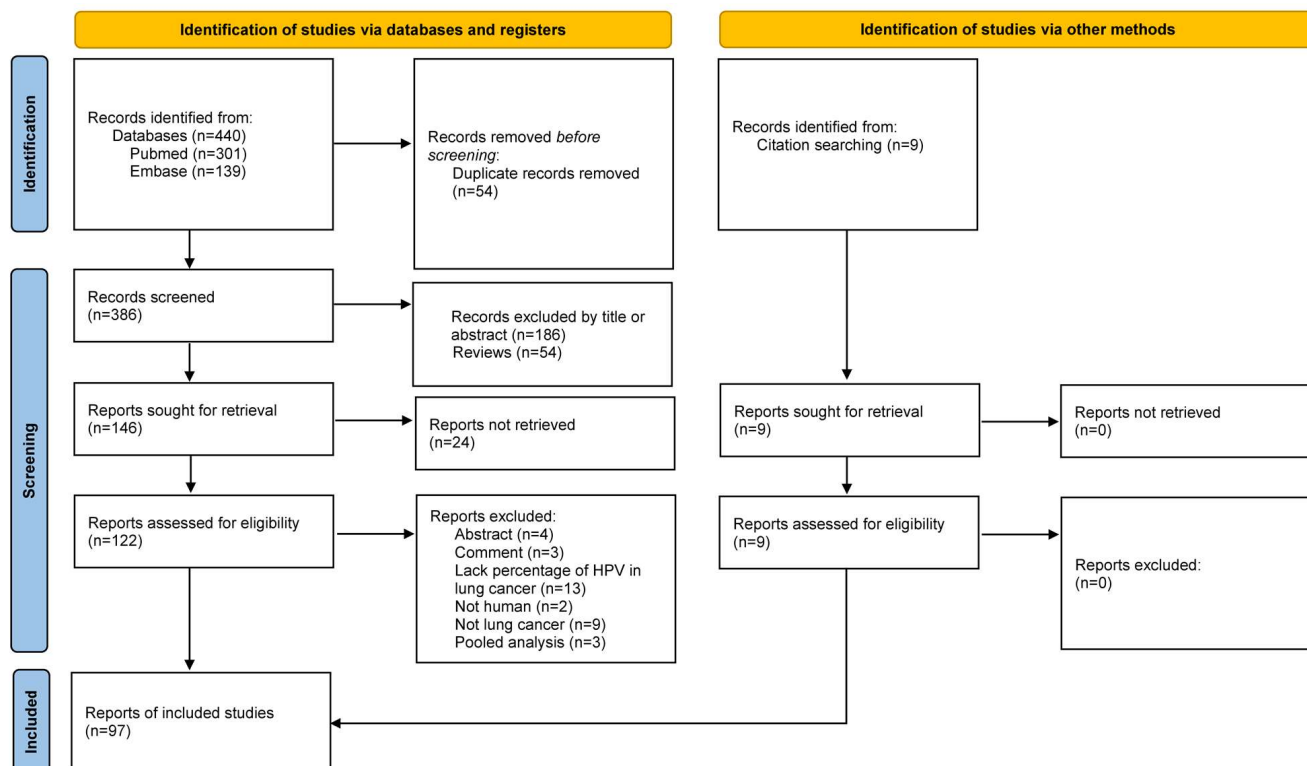 Identification of studies via databases and registers
Identification of studies via other methods
Identification
Records identified from:
Databases (n=440)
Pubmed (n=301)
Embase (n=139)
Records removed before
screening:
Duplicate records removed
(n=54)
Records identified from:
Citation searching (n=9)
Screening
Records screened
(n=386)
Records excluded by title or
abstract (n=186)
Reviews (n=54)
Reports sought for retrieval
(n=146)
Reports not retrieved
(n=24)
Reports sought for retrieval
(n=9)
Reports not retrieved
(n=0)
Reports assessed for eligibility
(n=122)
Reports excluded:
Abstract (n=4)
Comment (n=3)
Lack percentage of HPV in
lung cancer (n=13)
Not human (n=2)
Not lung cancer (n=9)
Pooled analysis (n=3)
Reports assessed for eligibility
(n=9)
Reports excluded:
(n=0)
Included
Reports of included studies
(n=97)